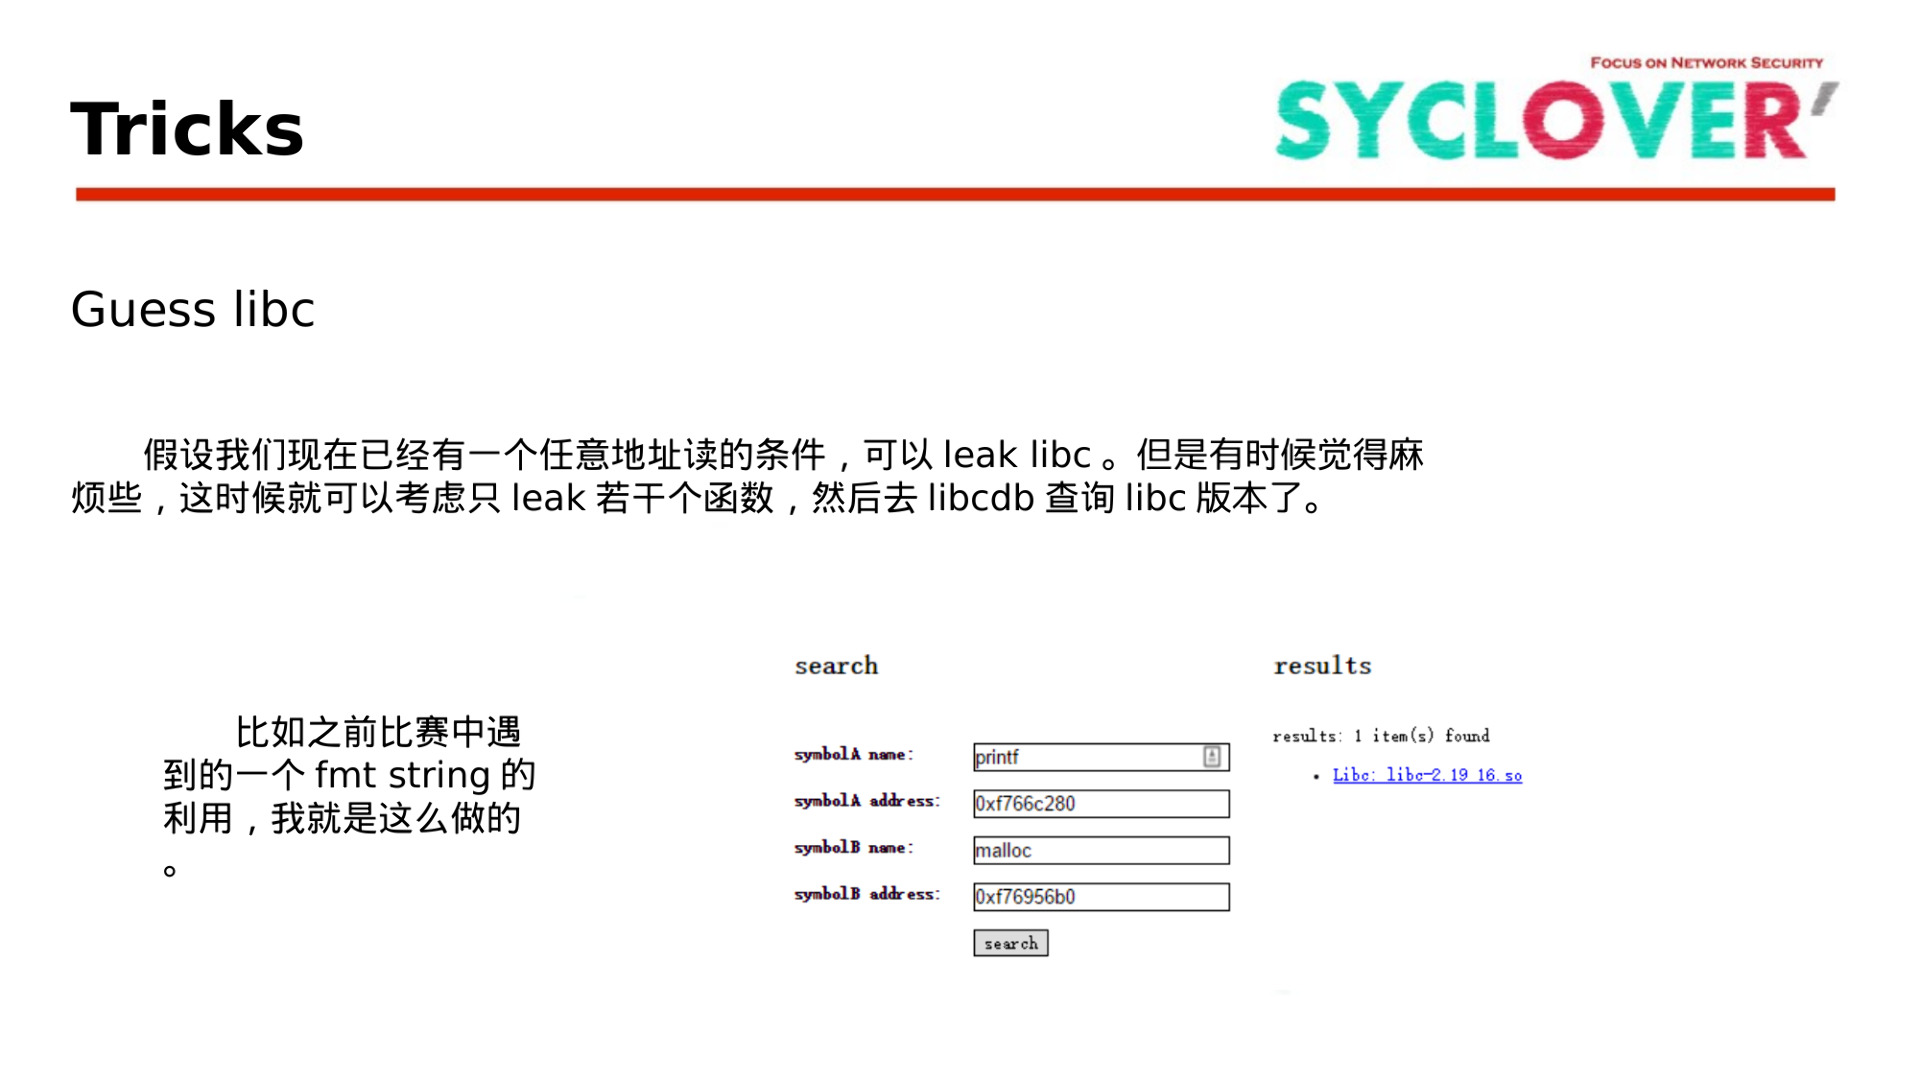 FOCUS ON NETWORK SECURITY
SYCLOVER'
Tricks
Guess libc
假设我们现在已经有一个任意地址读的条件，可以 leak libc 。但是有时候觉得麻
烦些，这时候就可以考虑只 leak 若干个函数，然后去 libcdb 查询 libc 版本了。
比如之前比赛中遇
到的一个 fmt string 的
利用，我就是这么做的
。
search
symbolA name: printf
symbolA address: 0xf766c280
symbolB name: malloc
symbolB address: 0xf76956b0
search
results
results: 1 item(s) found
• Libc: libc-2.19_16.so